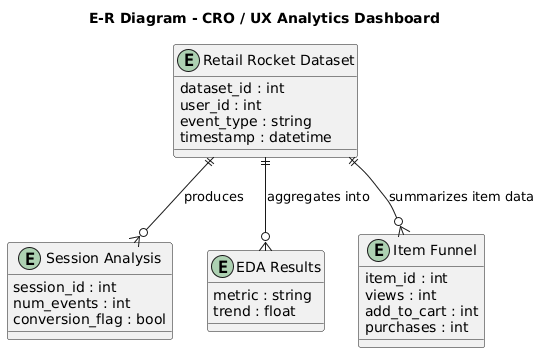 E-R Diagram - CRO / UX Analytics Dashboard
E Retail Rocket Dataset
dataset_id : int
user_id : int
event_type : string
timestamp : datetime
produces
aggregates into
summarizes item data
E Session Analysis
session_id : int
num_events : int
conversion_flag : bool
E EDA Results
metric : string
trend : float
E Item Funnel
item_id : int
views : int
add_to_cart : int
purchases : int